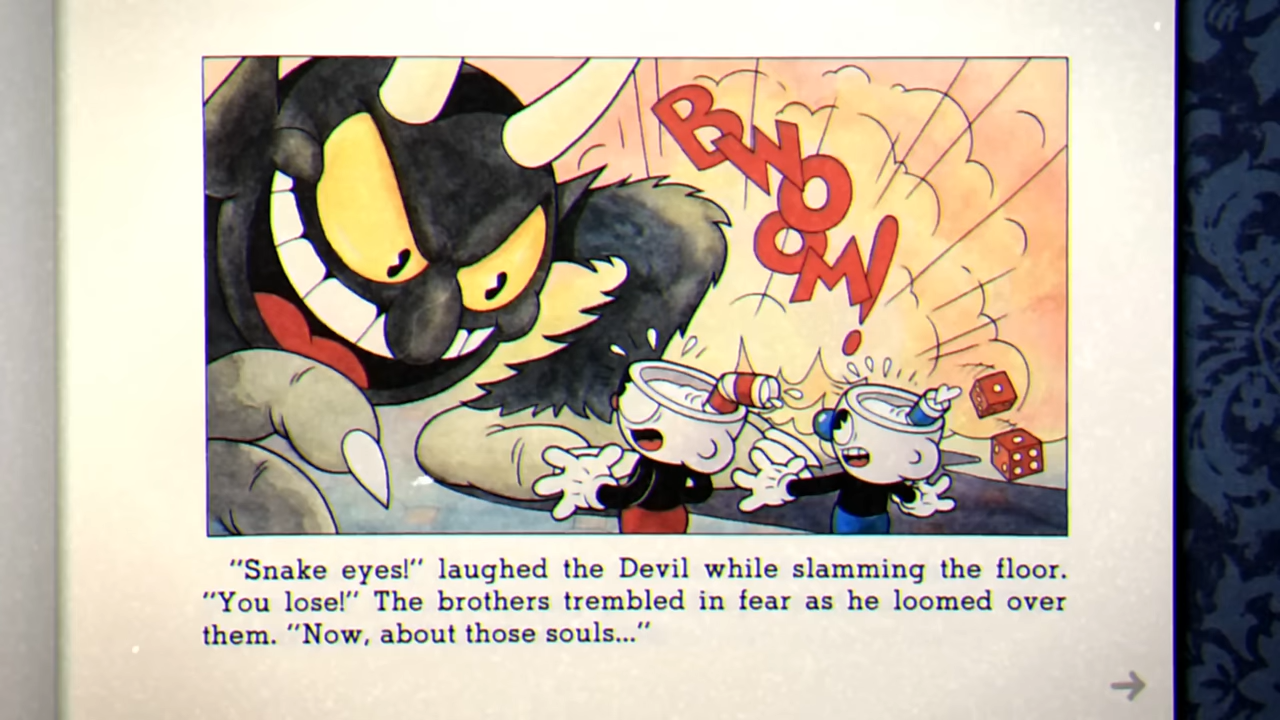 BWOOM!
"Snake eyes!" laughed the Devil while slamming the floor.
"You lose!" The brothers trembled in fear as he loomed over
them. "Now, about those souls..."